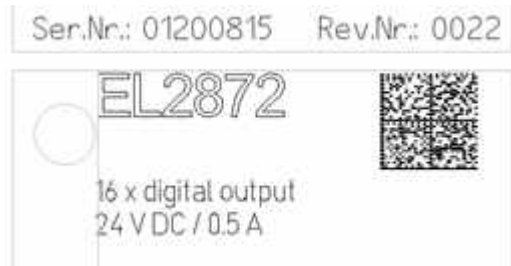 Ser.Nr.: 01200815 Rev.Nr.: 0022
EL2872
16 x digital output
24 V DC / 0.5 A